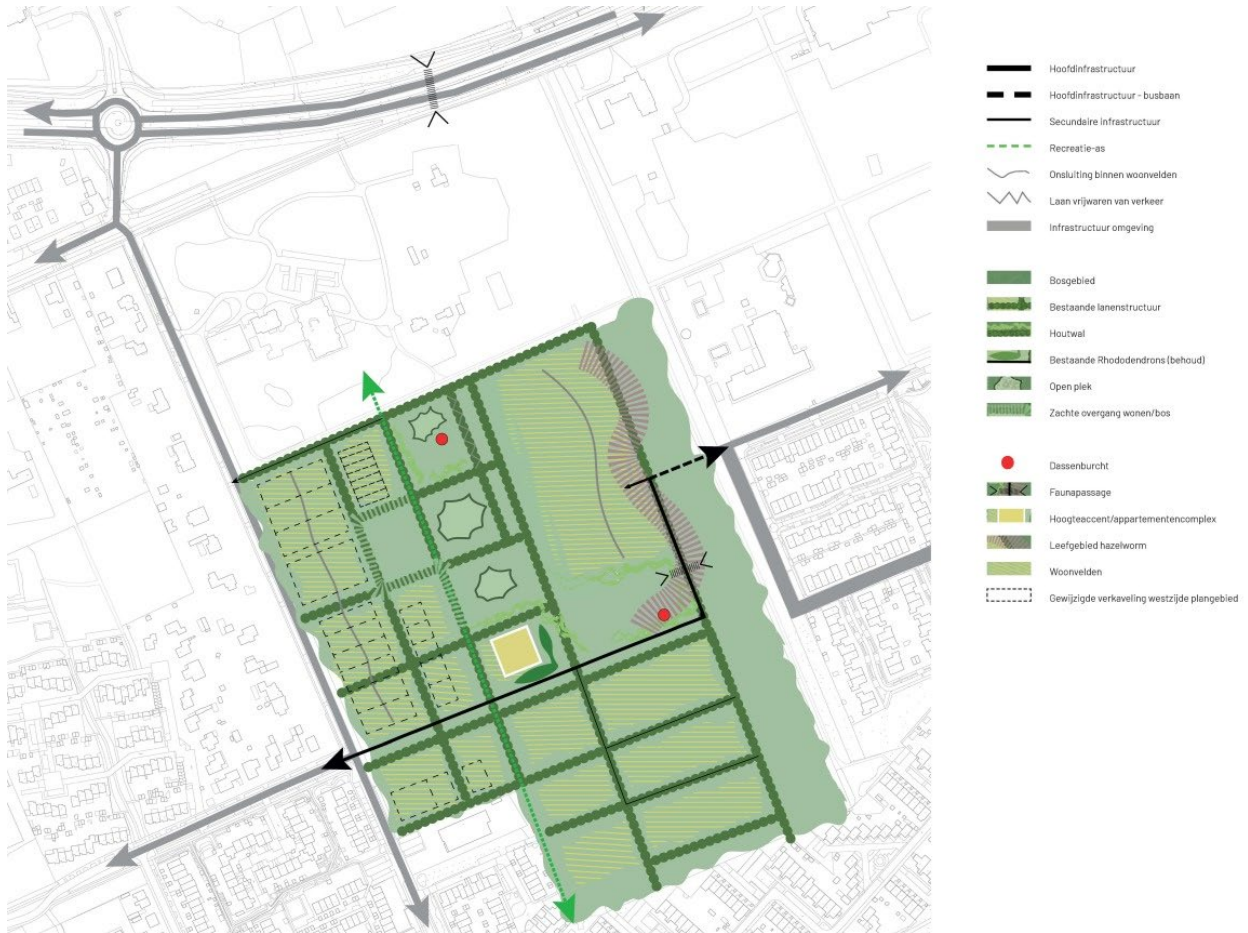 Hoofdinfrastructuur
Hoofdinfrastructuur - busbaan
Secundaire infrastructuur
Recreatie-as
Onsluiting binnen woonvelden
Laan vrijwaren van verkeer
Infrastructuur omgeving
Bosgebied
Bestaande lanenstructuur
Houtwal
Bestaande Rhododendrons (behoud)
Open plek
Zachte overgang wonen/bos
Dassenburcht
Faunapassage
Hoogteaccent/appartementencomplex
Leefgebied hazelworm
Woonvelden
Gewijzigde verkaveling westzijde plangebied